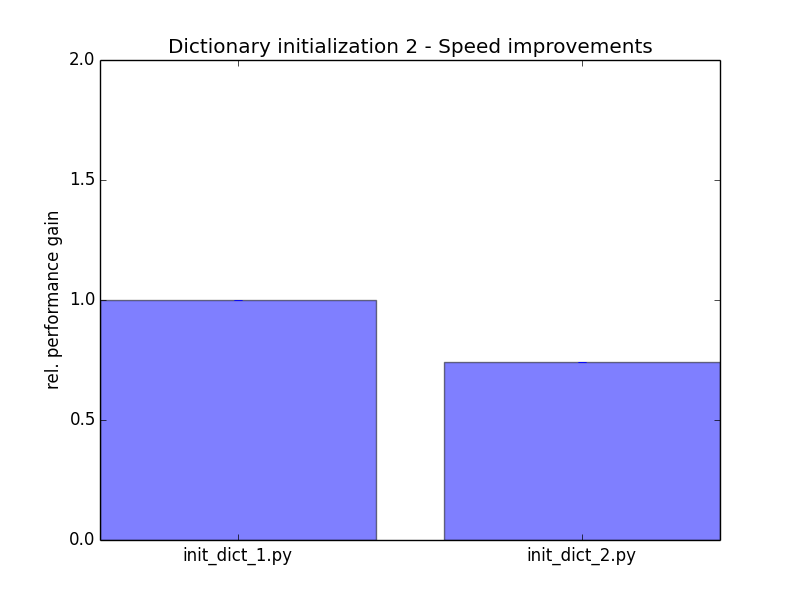 Dictionary initialization 2 - Speed improvements
2.0
1.5
1.0
0.5
0.0
rel. performance gain
init_dict_1.py
init_dict_2.py